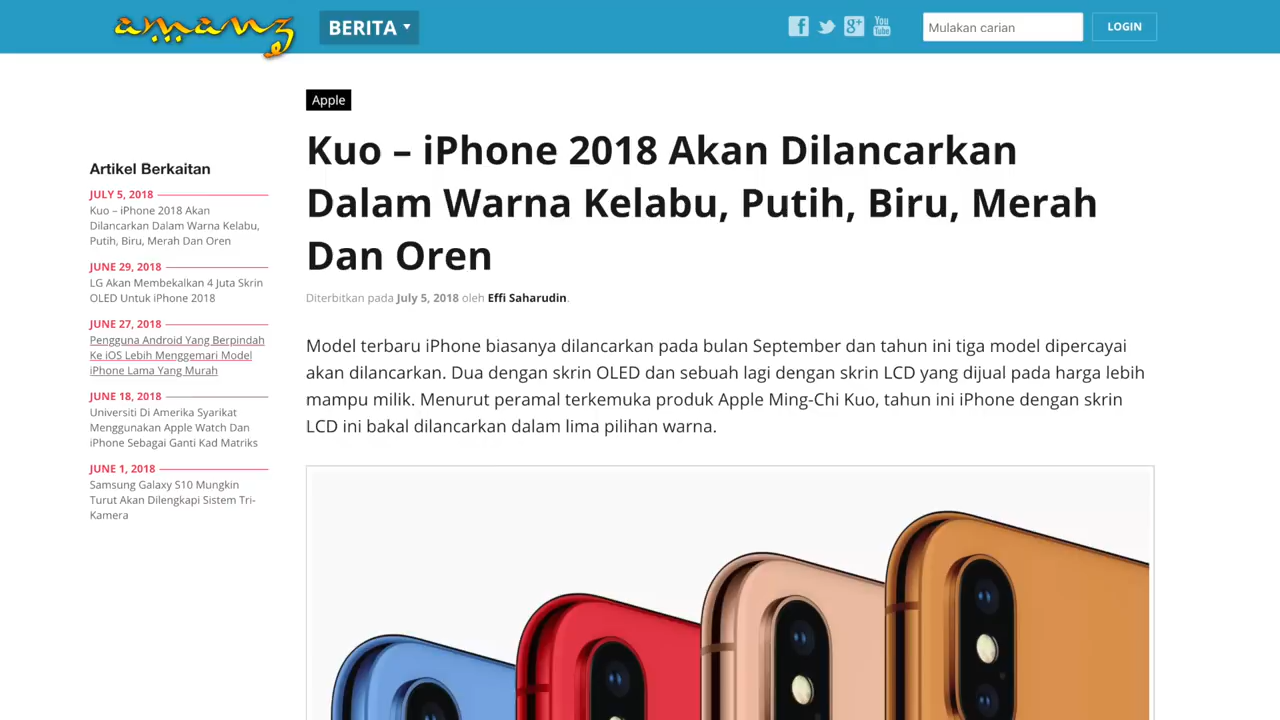 amanz
BERITA
You
Tube
Mulakan carian
LOGIN
Apple
Kuo – iPhone 2018 Akan Dilancarkan
Dalam Warna Kelabu, Putih, Biru, Merah
Dan Oren
Diterbitkan pada July 5, 2018 oleh Effi Saharudin.
Artikel Berkaitan
JULY 5, 2018
Kuo – iPhone 2018 Akan
Dilancarkan Dalam Warna Kelabu,
Putih, Biru, Merah Dan Oren
JUNE 29, 2018
LG Akan Membekalkan 4 Juta Skrin
OLED Untuk iPhone 2018
JUNE 27, 2018
Pengguna Android Yang Berpindah
Ke iOS Lebih Menggemari Model
iPhone Lama Yang Murah
JUNE 18, 2018
Universiti Di Amerika Syarikat
Menggunakan Apple Watch Dan
iPhone Sebagai Ganti Kad Matriks
JUNE 1, 2018
Samsung Galaxy S10 Mungkin
Turut Akan Dilengkapi Sistem Tri-
Kamera
Model terbaru iPhone biasanya dilancarkan pada bulan September dan tahun ini tiga model dipercayai
akan dilancarkan. Dua dengan skrin OLED dan sebuah lagi dengan skrin LCD yang dijual pada harga lebih
mampu milik. Menurut peramal terkemuka produk Apple Ming-Chi Kuo, tahun ini iPhone dengan skrin
LCD ini bakal dilancarkan dalam lima pilihan warna.